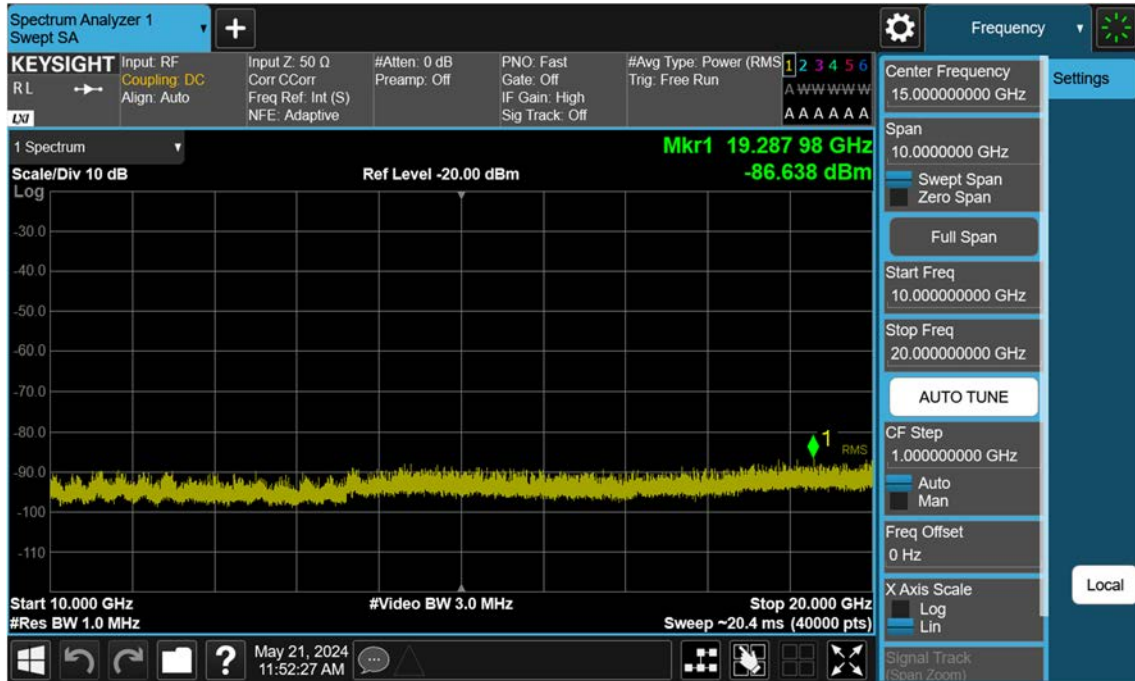 Spectrum Analyzer 1
Swept SA
+
Frequency
KEYSIGHT
R L
LXI
Input: RF
Coupling: DC
Align: Auto
Input Z: 50 Ω
Corr CCorr
Freq Ref: Int (S)
NFE: Adaptive
#Atten: 0 dB
Preamp: Off
PNO: Fast
Gate: Off
IF Gain: High
Sig Track: Off
#Avg Type: Power (RMS
Trig: Free Run
1 2 3 4 5 6
A W W W W W
A A A A A A
1 Spectrum
Mkr1 19.287 98 GHz
-86.638 dBm
Scale/Div 10 dB
Ref Level -20.00 dBm
Log
-30.0
-40.0
-50.0
-60.0
-70.0
-80.0
-90.0
-100
-110
1
RMS
Start 10.000 GHz
#Video BW 3.0 MHz
Stop 20.000 GHz
#Res BW 1.0 MHz
Sweep ~20.4 ms (40000 pts)
?
May 21, 2024
11:52:27 AM
Center Frequency
15.000000000 GHz
Settings
Span
10.0000000 GHz
Swept Span
Zero Span
Full Span
Start Freq
10.000000000 GHz
Stop Freq
20.000000000 GHz
AUTO TUNE
CF Step
1.000000000 GHz
Auto
Man
Freq Offset
0 Hz
X Axis Scale
Log
Lin
Local
Signal Track
(Span Zoom)